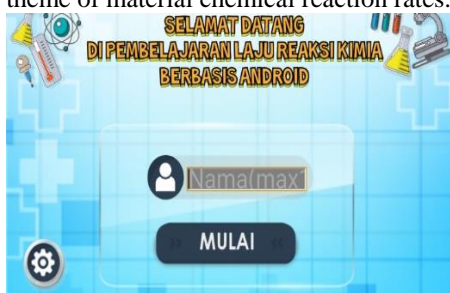 theme of material chemical reaction rates.
SELAMAT DATANG
DI PEMBELAJARAN LAJU REAKSI KIMIA
BERBASIS ANDROID
Nama(max
MULAI